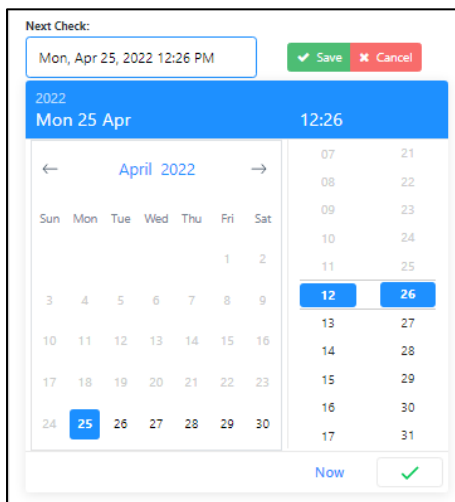 Next Check:
Mon, Apr 25, 2022 12:26 PM
Save
Cancel
2022
Mon 25 Apr
12:26
April 2022
Sun Mon Tue Wed Thu Fri Sat
1 2
3 4 5 6 7 8 9
10 11 12 13 14 15 16
17 18 19 20 21 22 23
24 25 26 27 28 29 30
07 21
08 22
09 23
10 24
11 25
12 26
13 27
14 28
15 29
16 30
17 31
Now